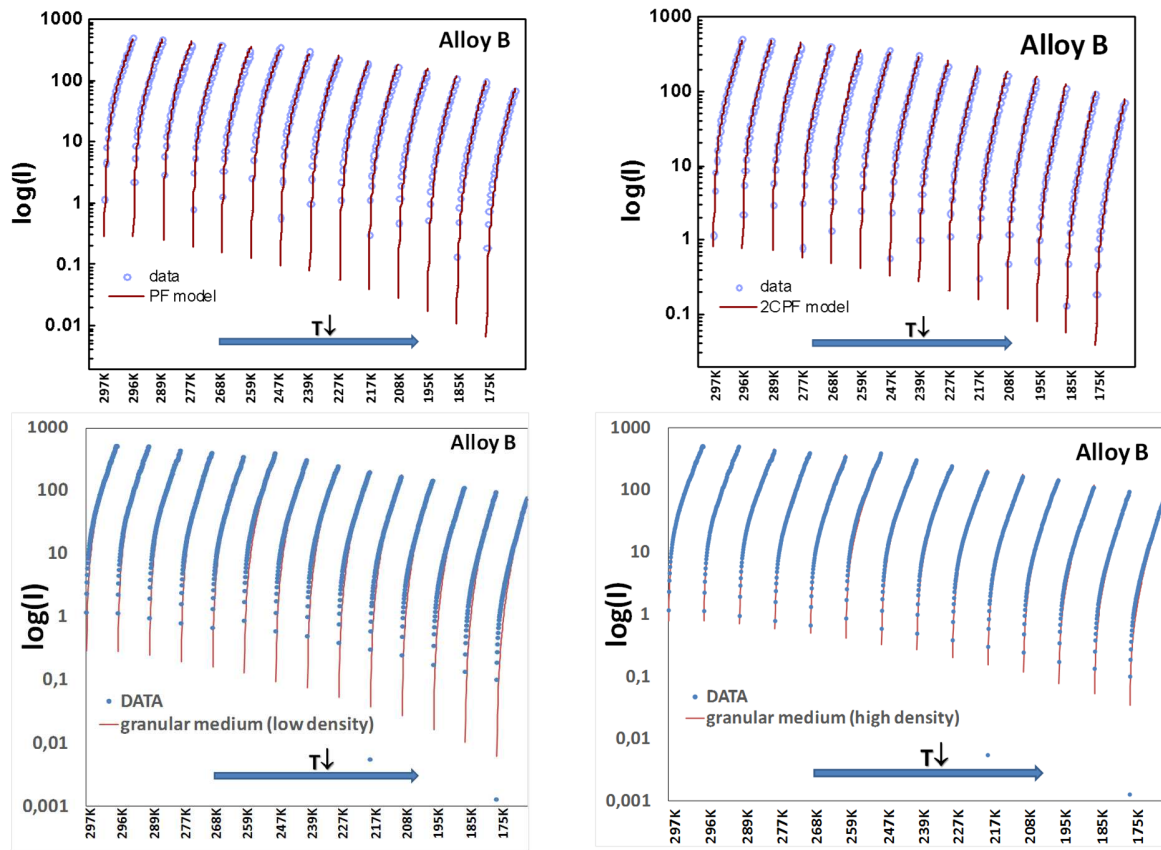 1000
Alloy B
100
10
1
0.1
0.01
log(I)
data
PF model
T↓
297K
296K
289K
277K
268K
259K
247K
239K
227K
217K
208K
195K
185K
175K
1000
Alloy B
100
10
1
0.1
log(I)
data
2CPF model
T↓
297K
296K
289K
277K
268K
259K
247K
239K
227K
217K
208K
195K
185K
175K
1000
Alloy B
100
10
1
0,1
0,01
0,001
log(I)
DATA
granular medium (low density)
T↓
297K
296K
289K
277K
268K
259K
247K
239K
227K
217K
208K
195K
185K
175K
1000
Alloy B
100
10
1
0,1
0,01
0,001
log(I)
DATA
granular medium (high density)
T↓
297K
296K
289K
277K
268K
259K
247K
239K
227K
217K
208K
195K
185K
175K